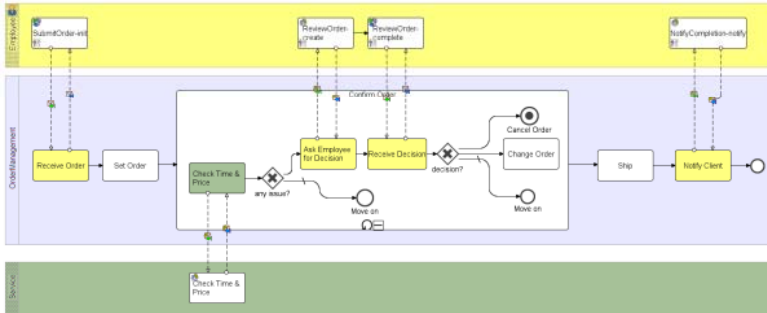 Employee
SubmitOrder-init
ReviewOrder-
create
ReviewOrder-
complete
NotifyCompletion-notify
OrderManagement
Confirm Order
Receive Order
Set Order
Check Time &
Price
any issue?
Ask Employee
for Decision
Receive Decision
decision?
Cancel Order
Change Order
Move on
Move on
Ship
Notify Client
Service
Check Time &
Price